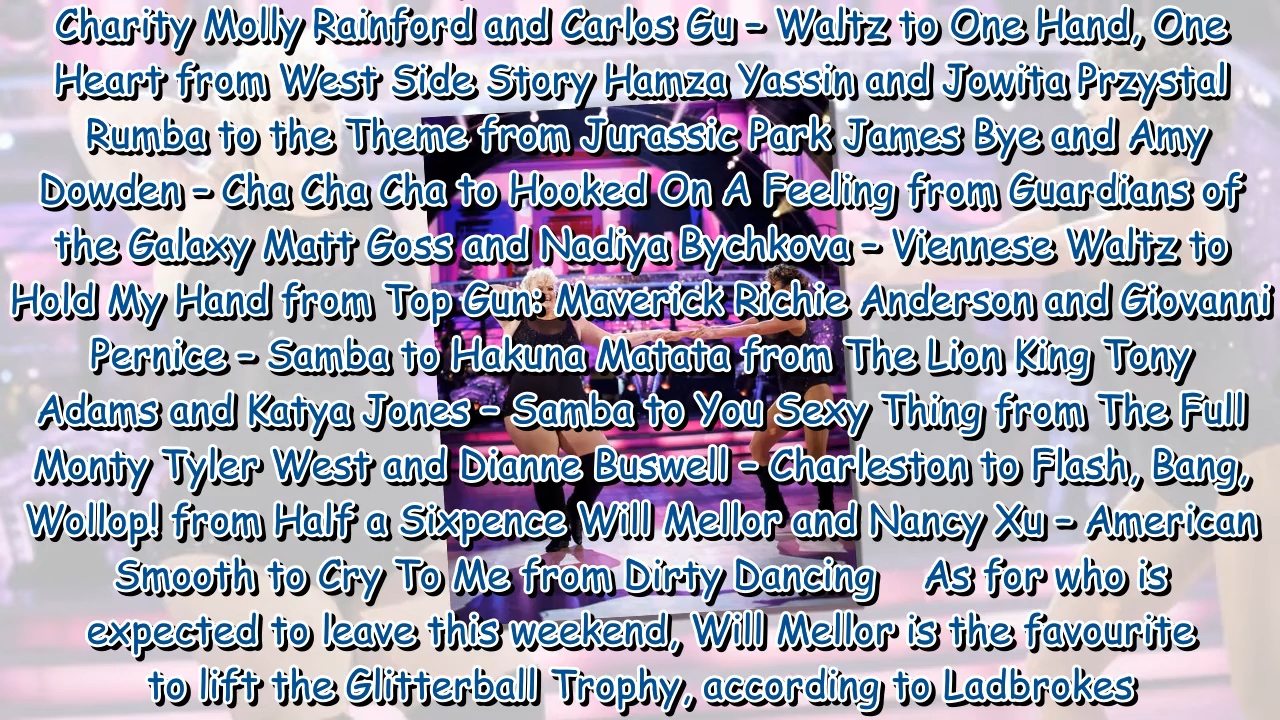 Charity Molly Rainford and Carlos Gu – Waltz to One Hand, One
Heart from West Side Story Hamza Yassin and Jowita Przystal
Rumba to the Theme from Jurassic Park James Bye and Amy
Dowden – Cha Cha Cha to Hooked On A Feeling from Guardians of
the Galaxy Matt Goss and Nadiya Bychkova – Viennese Waltz to
Hold My Hand from Top Gun: Maverick Richie Anderson and Giovanni
Pernice – Samba to Hakuna Matata from The Lion King Tony
Adams and Katya Jones – Samba to You Sexy Thing from The Full
Monty Tyler West and Dianne Buswell – Charleston to Flash, Bang,
Wollop! from Half a Sixpence Will Mellor and Nancy Xu – American
Smooth to Cry To Me from Dirty Dancing As for who is
expected to leave this weekend, Will Mellor is the favourite
to lift the Glitterball Trophy, according to Ladbrokes